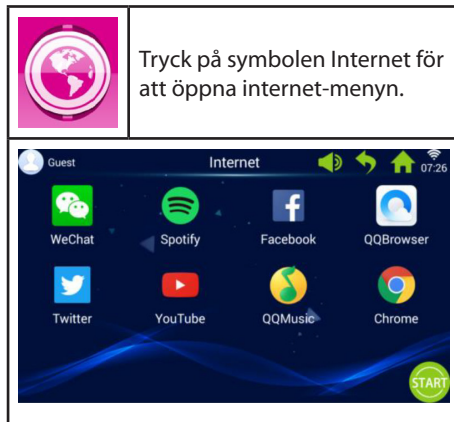 Tryck på symbolen Internet för
att öppna internet-menyn.
Guest Internet 07:26
WeChat Spotify Facebook QQBrowser
Twitter YouTube QQMusic Chrome
START